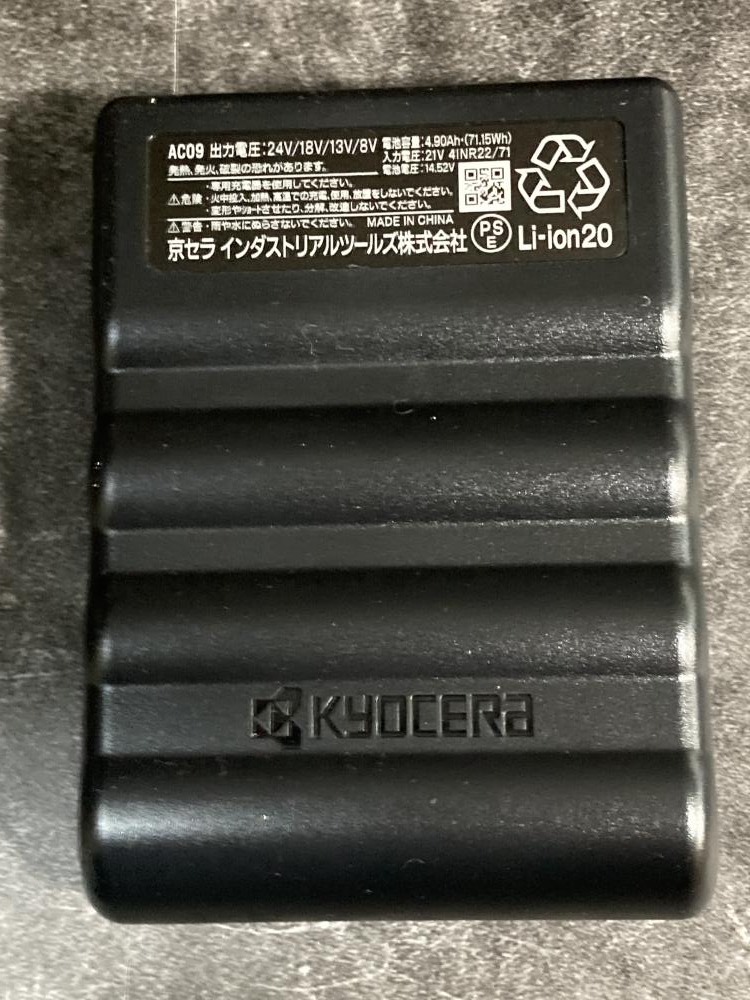 AC09 出力電圧:24V/18V/13V/8V
電池容量:4.90Ah・(71.15Wh)
発熱、発火、破裂の恐れがあります。
入力電圧:21V 4INR22/71
電池電圧:14.52V
⚠危険
・専用充電器を使用してください。
・火中投入、加熱、高温での充電、使用、放置をしないでください。
・変形やショートさせたり、分解、改造しないでください。
⚠警告・雨や水にぬらさないでください。 MADE IN CHINA
京セラ インダストリアルツールズ株式会社 PSE Li-ion20
KYOCERA